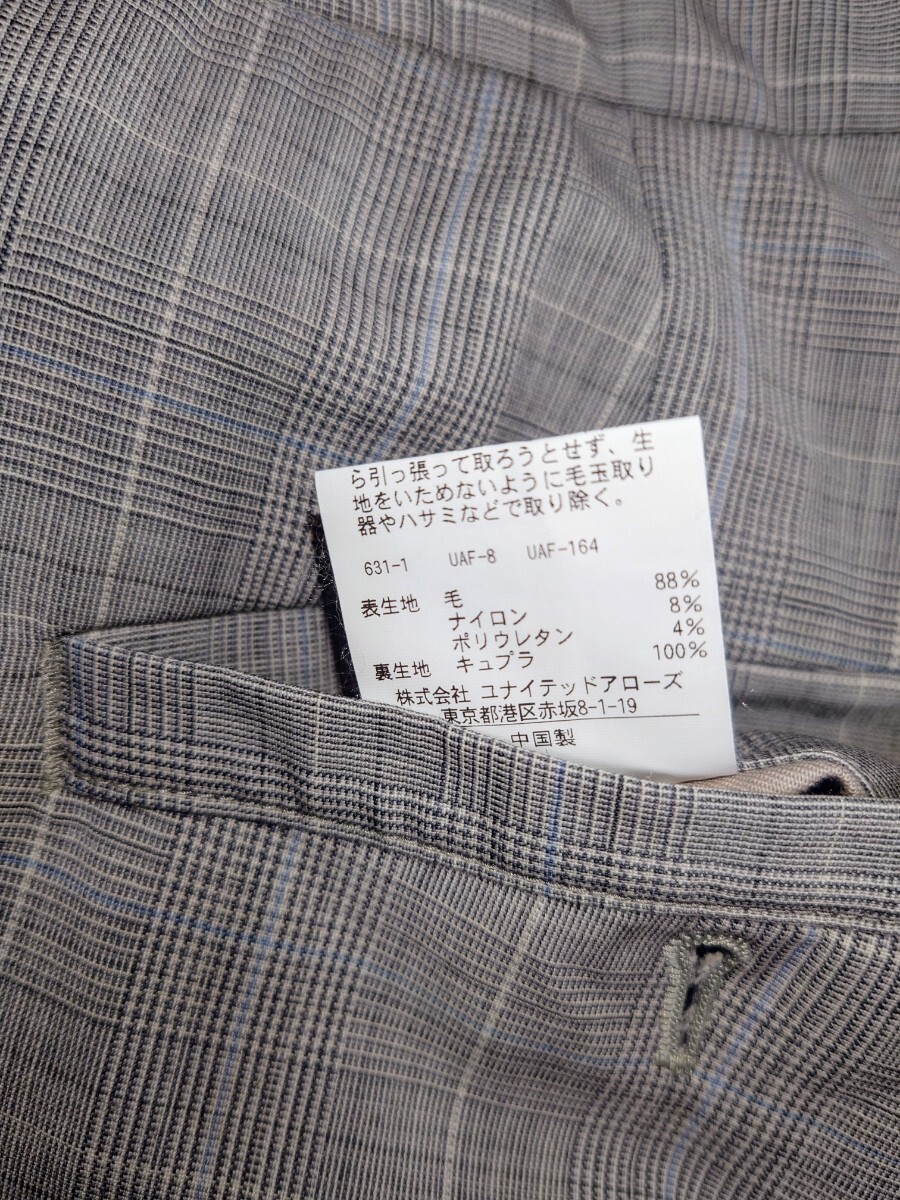 ら引っ張って取ろうとせず、生
地をいためないように毛玉取り
器やハサミなどで取り除く。
631-1 UAF-8 UAF-164
表生地 毛 88%
ナイロン 8%
ポリウレタン 4%
裏生地 キュプラ 100%
株式会社 ユナイテッドアローズ
東京都港区赤坂8-1-19
中国製